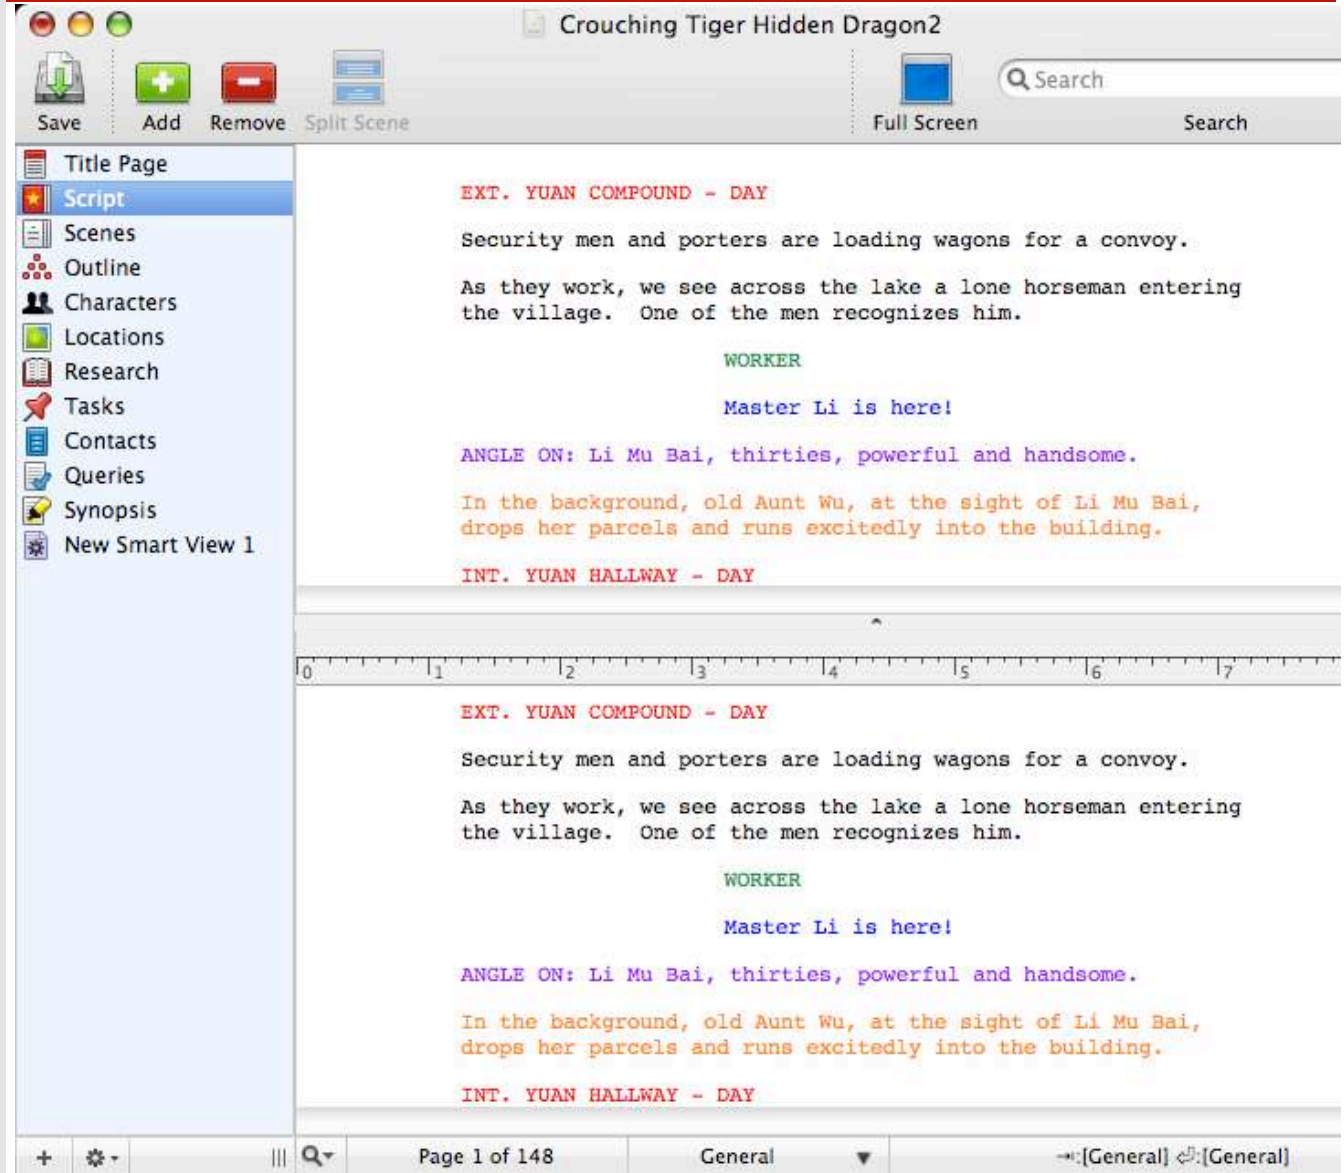 Crouching Tiger Hidden Dragon2
Save Add Remove Split Scene Full Screen Search
Search
Title Page
Script
Scenes
Outline
Characters
Locations
Research
Tasks
Contacts
Queries
Synopsis
New Smart View 1
EXT. YUAN COMPOUND - DAY
Security men and porters are loading wagons for a convoy.
As they work, we see across the lake a lone horseman entering
the village.  One of the men recognizes him.
WORKER
Master Li is here!
ANGLE ON: Li Mu Bai, thirties, powerful and handsome.
In the background, old Aunt Wu, at the sight of Li Mu Bai,
drops her parcels and runs excitedly into the building.
INT. YUAN HALLWAY - DAY
0 1 2 3 4 5 6 7
EXT. YUAN COMPOUND - DAY
Security men and porters are loading wagons for a convoy.
As they work, we see across the lake a lone horseman entering
the village.  One of the men recognizes him.
WORKER
Master Li is here!
ANGLE ON: Li Mu Bai, thirties, powerful and handsome.
In the background, old Aunt Wu, at the sight of Li Mu Bai,
drops her parcels and runs excitedly into the building.
INT. YUAN HALLWAY - DAY
Page 1 of 148 General ⇥:[General] ⏎:[General]